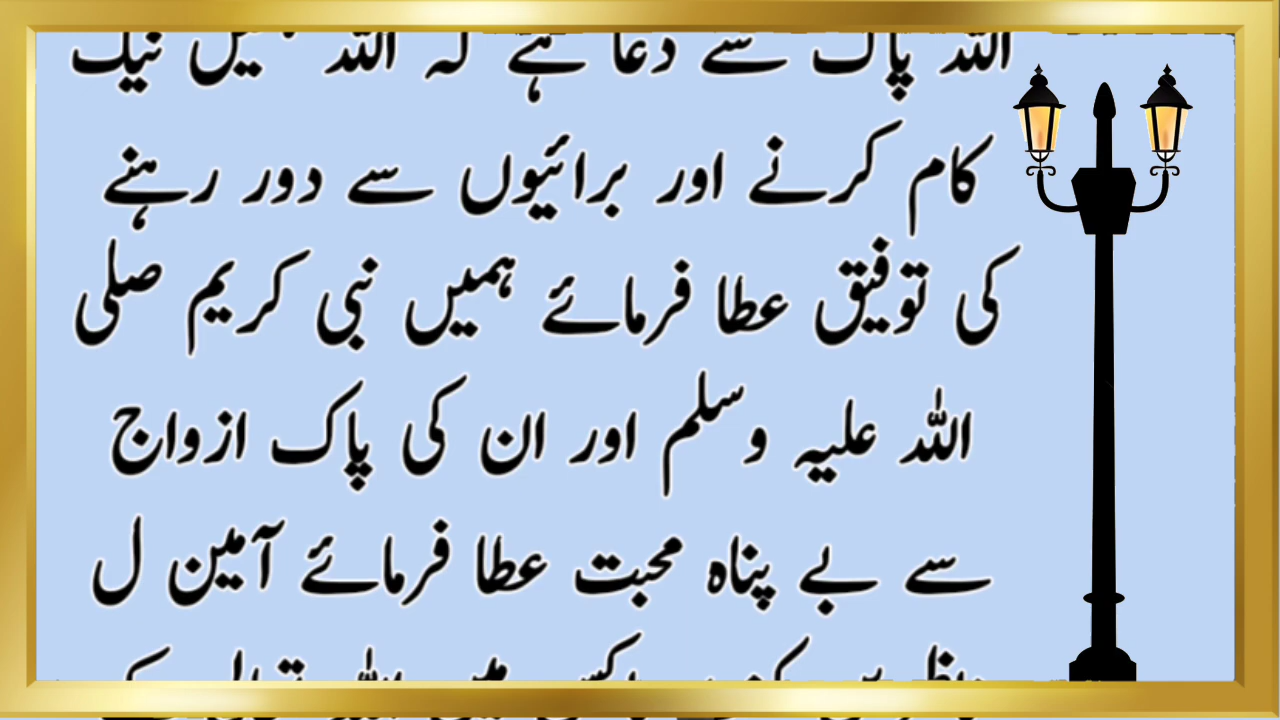 اللہ پاک سے دعا ہے کہ اللہ ہمیں نیک
کام کرنے اور برائیوں سے دور رہنے
کی توفیق عطا فرمائے ہمیں نبی کریم صلی
اللہ علیہ وسلم اور ان کی پاک ازواج
سے بے پناہ محبت عطا فرمائے آمین ل